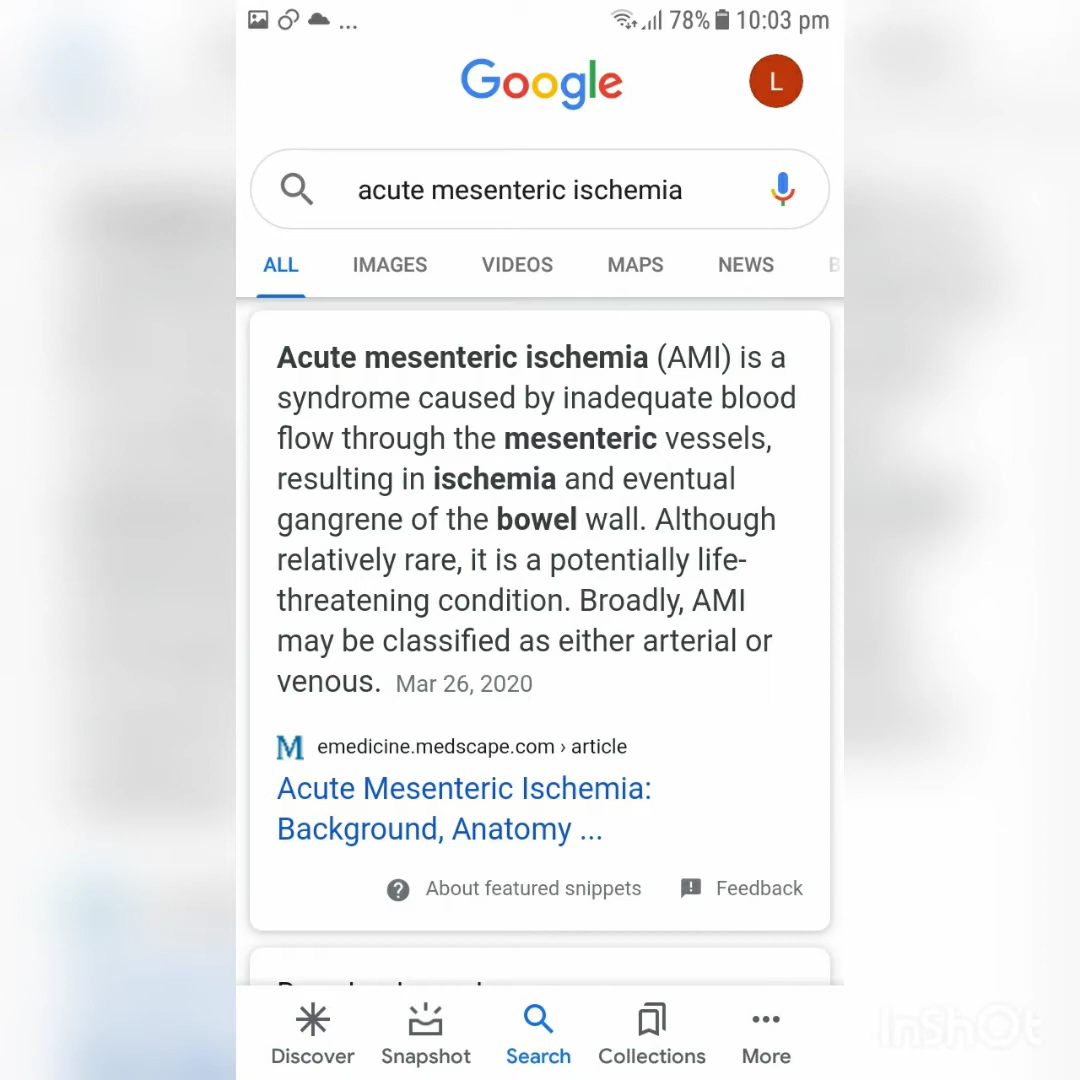 ... 78% 10:03 pm
Google
L
acute mesenteric ischemia
ALL IMAGES VIDEOS MAPS NEWS B
Acute mesenteric ischemia (AMI) is a
syndrome caused by inadequate blood
flow through the mesenteric vessels,
resulting in ischemia and eventual
gangrene of the bowel wall. Although
relatively rare, it is a potentially life-
threatening condition. Broadly, AMI
may be classified as either arterial or
venous. Mar 26, 2020
M emedicine.medscape.com › article
Acute Mesenteric Ischemia:
Background, Anatomy ...
About featured snippets Feedback
Discover Snapshot Search Collections More
InShOt